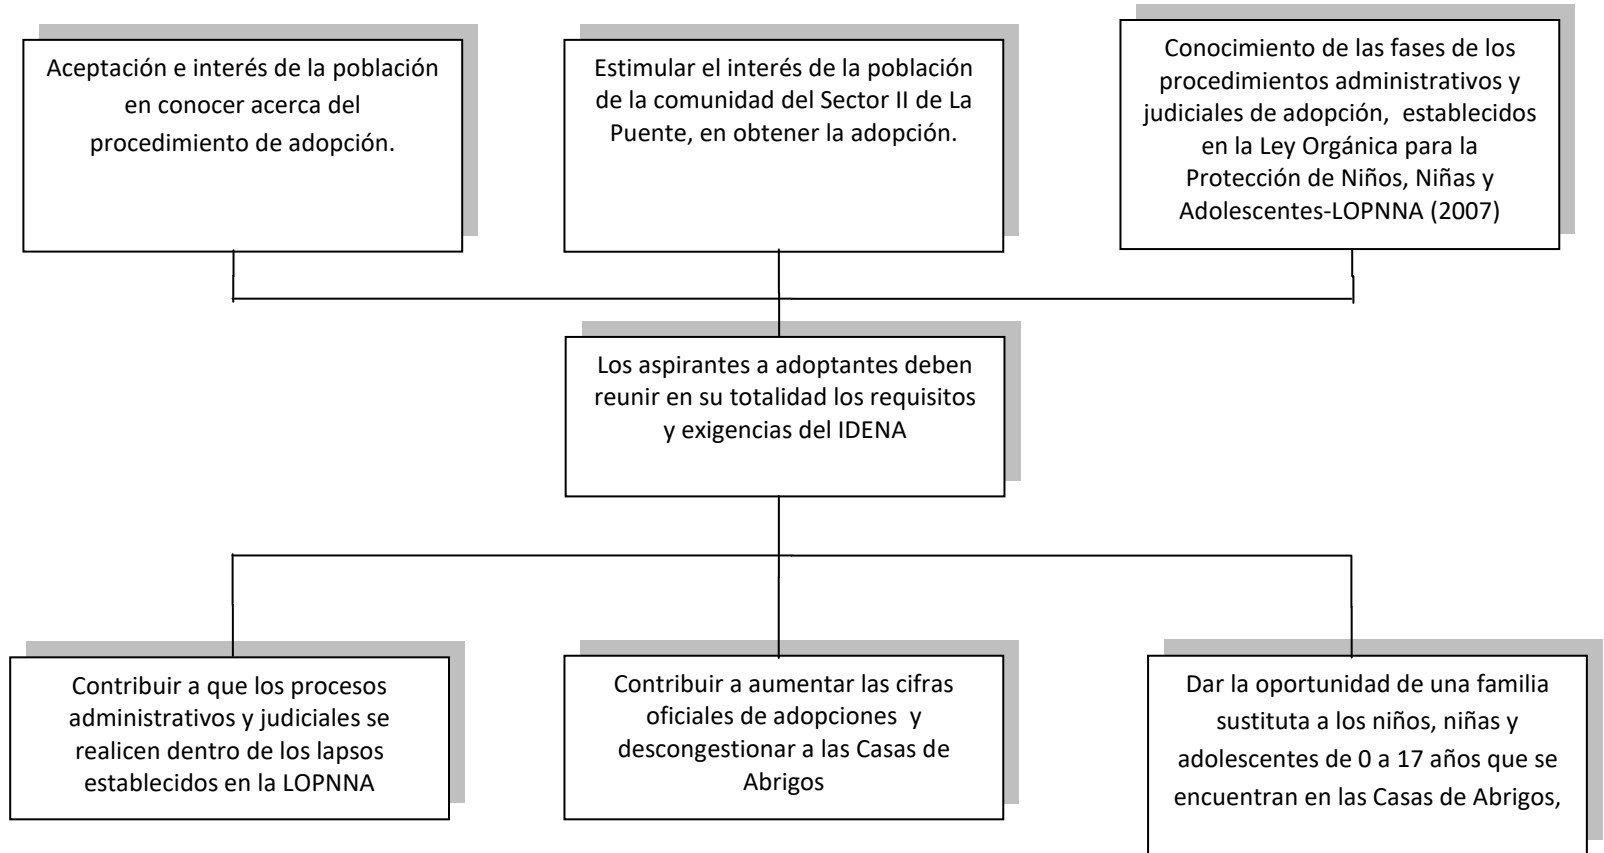 Aceptación e interés de la población
en conocer acerca del
procedimiento de adopción.
Estimular el interés de la población
de la comunidad del Sector II de La
Puente, en obtener la adopción.
Conocimiento de las fases de los
procedimientos administrativos y
judiciales de adopción, establecidos
en la Ley Orgánica para la
Protección de Niños, Niñas y
Adolescentes-LOPNNA (2007)
Los aspirantes a adoptantes deben
reunir en su totalidad los requisitos
y exigencias del IDENA
Contribuir a que los procesos
administrativos y judiciales se
realicen dentro de los lapsos
establecidos en la LOPNNA
Contribuir a aumentar las cifras
oficiales de adopciones y
descongestionar a las Casas de
Abrigos
Dar la oportunidad de una familia
sustituta a los niños, niñas y
adolescentes de 0 a 17 años que se
encuentran en las Casas de Abrigos,